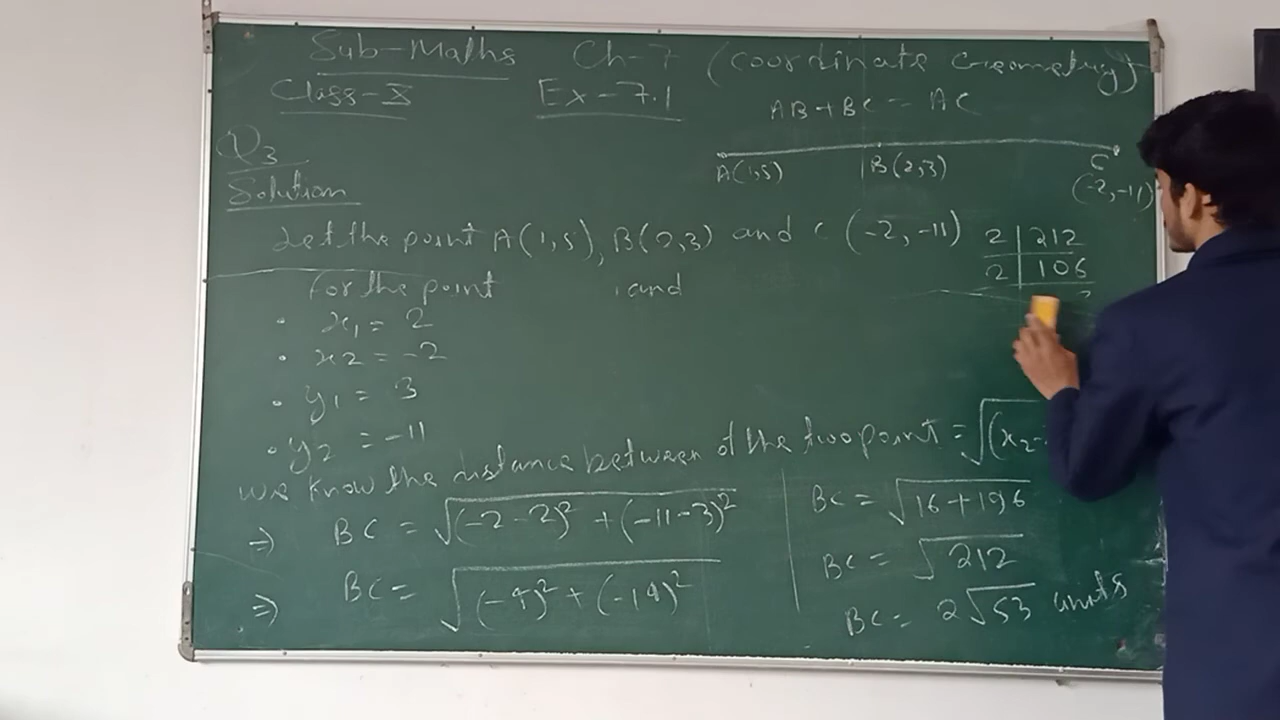 Sub-Maths Ch-7 (Coordinate Geometry)
Class-X Ex-7.1
AB+BC = AC
Q3
A(1,5) B(2,3) C
(-2,-11)
Solution
Let the point A(1,5), B(2,3) and C (-2,-11)
2 | 212
2 | 106
for the point , and
• x₁ = 2
• x2 = -2
• y₁ = 3
• y₂ = -11
we know the distance between of the two point = √(x₂-
⇒ BC = √(-2-2)² + (-11-3)²
BC = √16+196
⇒ BC = √(-4)² + (-14)²
BC = √212
BC = 2√53 units